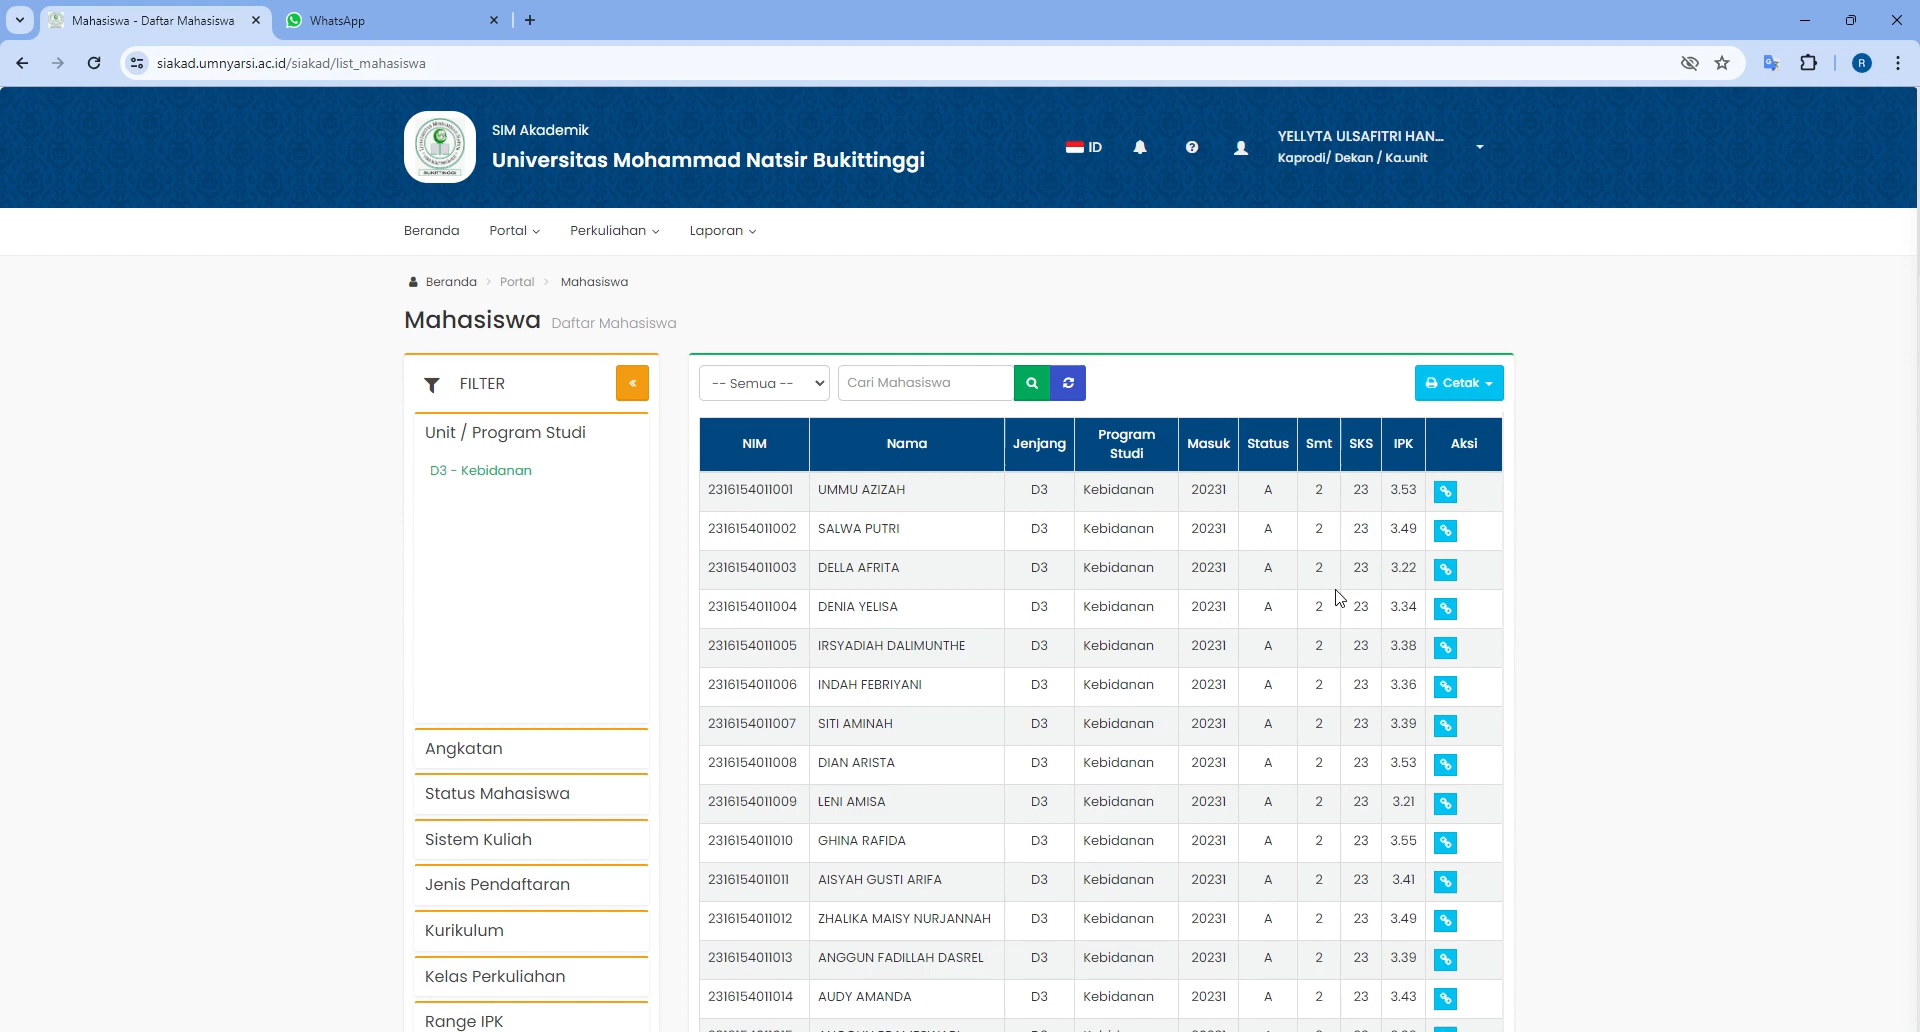 Mahasiswa - Daftar Mahasiswa
WhatsApp
siakad.umnyarsi.ac.id/siakad/list_mahasiswa
R
SIM Akademik
Universitas Mohammad Natsir Bukittinggi
BUKITTINGGI
ID
YELLYTA ULSAFITRI HAN...
Kaprodi/ Dekan / Ka.unit
Beranda Portal Perkuliahan Laporan
Beranda > Portal > Mahasiswa
Mahasiswa Daftar Mahasiswa
FILTER
Unit / Program Studi
D3 - Kebidanan
Angkatan
Status Mahasiswa
Sistem Kuliah
Jenis Pendaftaran
Kurikulum
Kelas Perkuliahan
Range IPK
-- Semua -- Cari Mahasiswa Cetak
NIM Nama Jenjang Program Studi Masuk Status Smt SKS IPK Aksi
2316154011001 UMMU AZIZAH D3 Kebidanan 20231 A 2 23 3.53
2316154011002 SALWA PUTRI D3 Kebidanan 20231 A 2 23 3.49
2316154011003 DELLA AFRITA D3 Kebidanan 20231 A 2 23 3.22
2316154011004 DENIA YELISA D3 Kebidanan 20231 A 2 23 3.34
2316154011005 IRSYADIAH DALIMUNTHE D3 Kebidanan 20231 A 2 23 3.38
2316154011006 INDAH FEBRIYANI D3 Kebidanan 20231 A 2 23 3.36
2316154011007 SITI AMINAH D3 Kebidanan 20231 A 2 23 3.39
2316154011008 DIAN ARISTA D3 Kebidanan 20231 A 2 23 3.53
2316154011009 LENI AMISA D3 Kebidanan 20231 A 2 23 3.21
2316154011010 GHINA RAFIDA D3 Kebidanan 20231 A 2 23 3.55
2316154011011 AISYAH GUSTI ARIFA D3 Kebidanan 20231 A 2 23 3.41
2316154011012 ZHALIKA MAISY NURJANNAH D3 Kebidanan 20231 A 2 23 3.49
2316154011013 ANGGUN FADILLAH DASREL D3 Kebidanan 20231 A 2 23 3.39
2316154011014 AUDY AMANDA D3 Kebidanan 20231 A 2 23 3.43